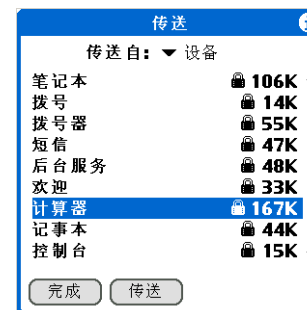 传送
传送自: 设备
笔记本 106K
拨号 14K
拨号器 55K
短信 47K
后台服务 48K
欢迎 33K
计算器 167K
记事本 44K
控制台 15K
完成 传送